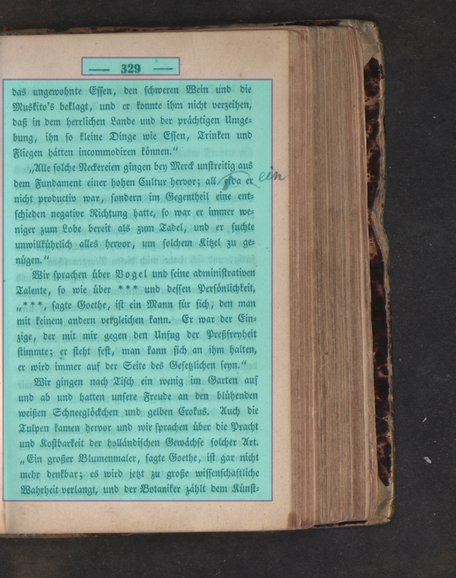 — 329 —
das ungewohnte Essen, den schweren Wein und die
Muskito's beklagt, und er konnte ihm nicht verzeihen,
daß in dem herrlichen Lande und der prächtigen Umge-
bung, ihn so kleine Dinge wie Essen, Trinken und
Fliegen hätten incommodiren können.“
„Alle solche Neckereien gingen bey Merck unstreitig aus
dem Fundament einer hohen Cultur hervor; all da er ein
nicht productiv war, sondern im Gegentheil eine ent-
schieden negative Richtung hatte, so war er immer we-
niger zum Lobe bereit als zum Tadel, und er suchte
unwillkührlich alles hervor, um solchem Kitzel zu ge-
nügen.“
Wir sprachen über Vogel und seine administrativen
Talente, so wie über *** und dessen Persönlichkeit,
„***, sagte Goethe, ist ein Mann für sich, den man
mit keinem andern vergleichen kann. Er war der Ein-
zige, der mit mir gegen den Unfug der Preßfreyheit
stimmte; er steht fest, man kann sich an ihm halten,
er wird immer auf der Seite des Gesetzlichen seyn.“
Wir gingen nach Tisch ein wenig im Garten auf
und ab und hatten unsere Freude an den blühenden
weißen Schneeglöckchen und gelben Crokus. Auch die
Tulpen kamen hervor und wir sprachen über die Pracht
und Kostbarkeit der holländischen Gewächse solcher Art.
„Ein großer Blumenmaler, sagte Goethe, ist gar nicht
mehr denkbar; es wird jetzt zu große wissenschaftliche
Wahrheit verlangt, und der Botaniker zählt dem Künst-